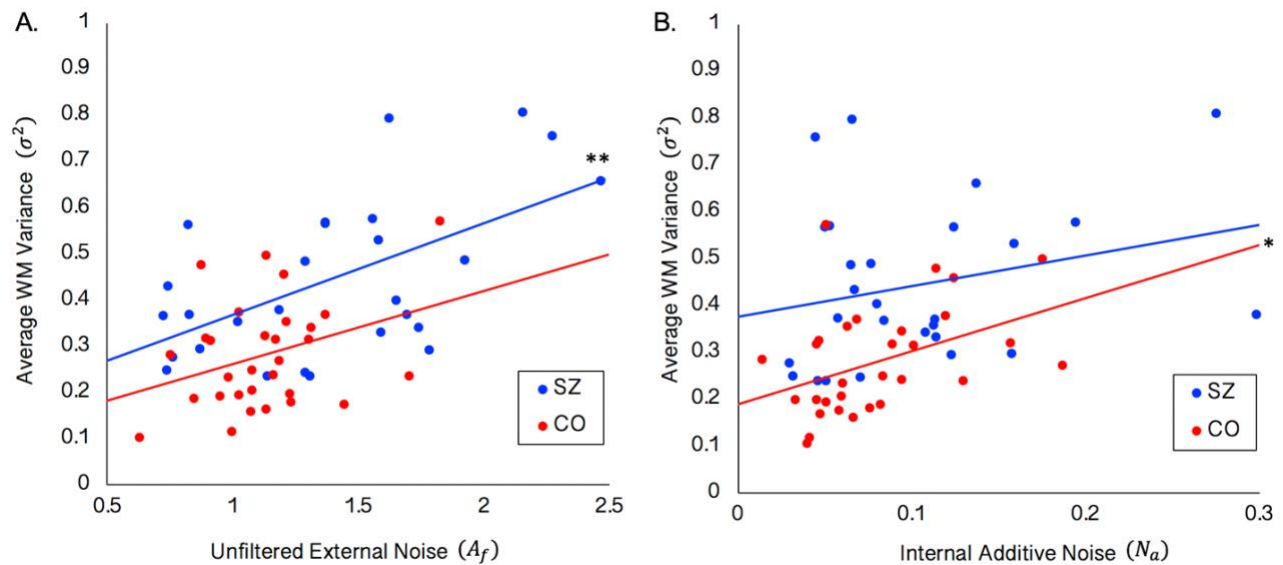 A.
1
0.9
0.8
0.7
0.6
0.5
0.4
0.3
0.2
0.1
0
Average WM Variance (σ²)
**
SZ
CO
0.5 1 1.5 2 2.5
Unfiltered External Noise (A_f)
B.
1
0.9
0.8
0.7
0.6
0.5
0.4
0.3
0.2
0.1
0
Average WM Variance (σ²)
*
SZ
CO
0 0.1 0.2 0.3
Internal Additive Noise (N_a)